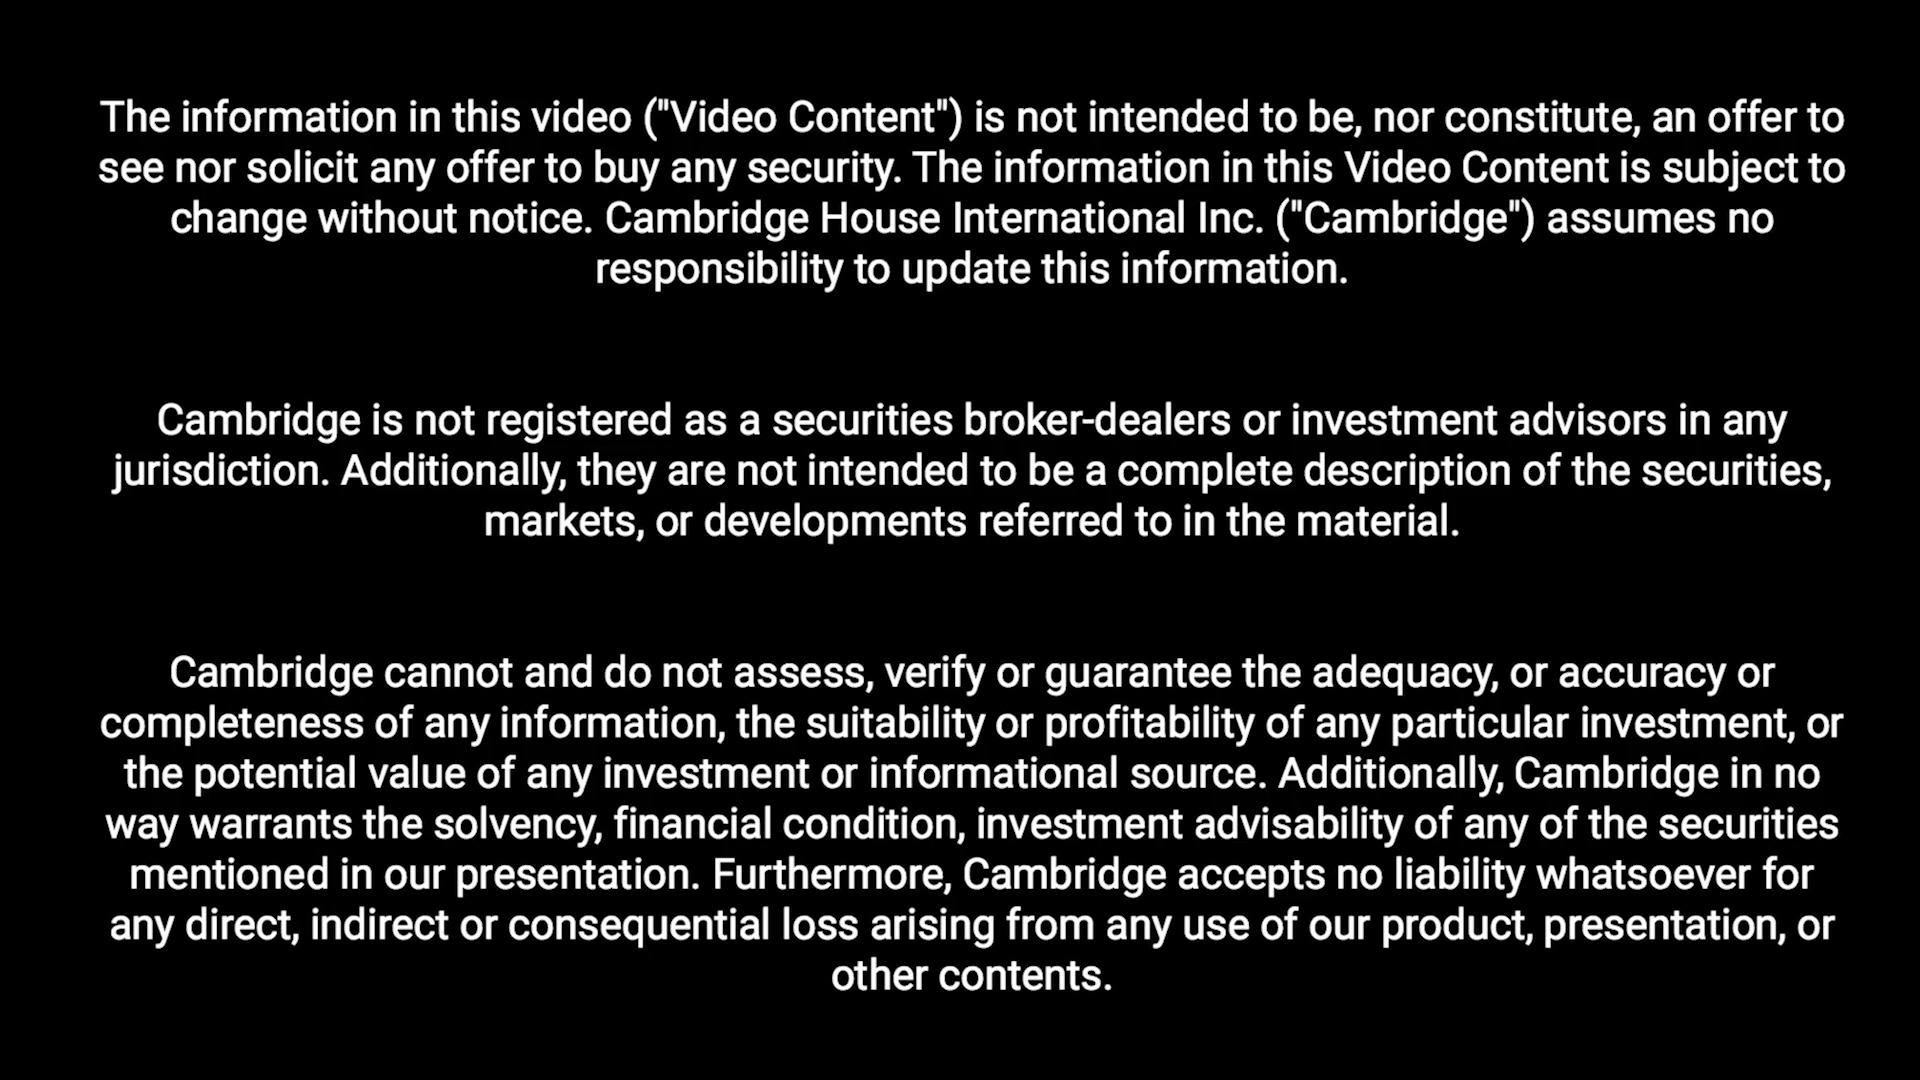 The information in this video ("Video Content") is not intended to be, nor constitute, an offer to
see nor solicit any offer to buy any security. The information in this Video Content is subject to
change without notice. Cambridge House International Inc. ("Cambridge") assumes no
responsibility to update this information.
Cambridge is not registered as a securities broker-dealers or investment advisors in any
jurisdiction. Additionally, they are not intended to be a complete description of the securities,
markets, or developments referred to in the material.
Cambridge cannot and do not assess, verify or guarantee the adequacy, or accuracy or
completeness of any information, the suitability or profitability of any particular investment, or
the potential value of any investment or informational source. Additionally, Cambridge in no
way warrants the solvency, financial condition, investment advisability of any of the securities
mentioned in our presentation. Furthermore, Cambridge accepts no liability whatsoever for
any direct, indirect or consequential loss arising from any use of our product, presentation, or
other contents.